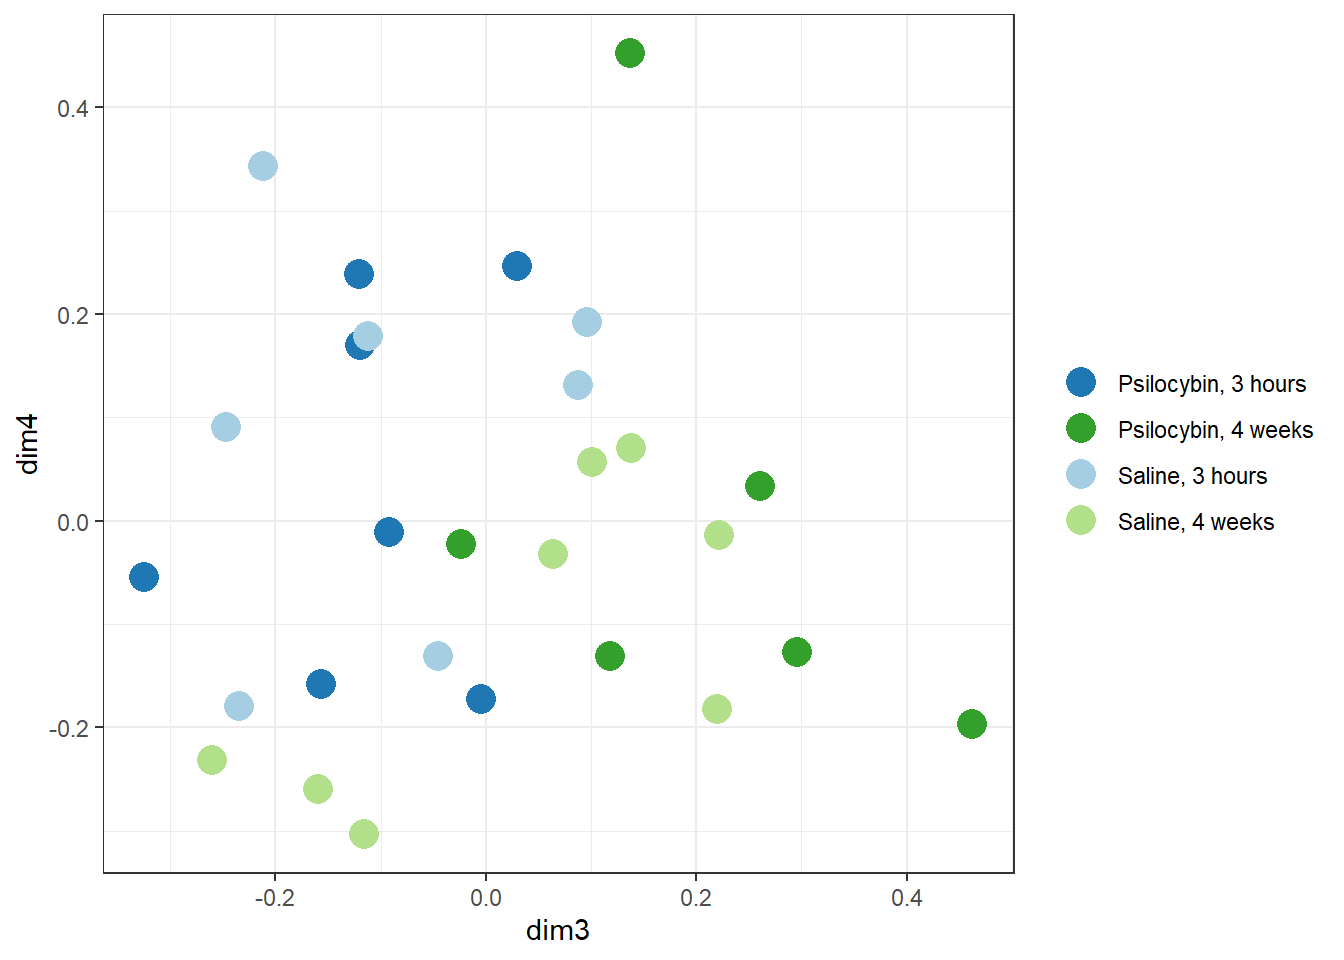 dim4
0.4
0.2
0.0
-0.2
-0.2
0.0
0.2
0.4
dim3
Psilocybin, 3 hours
Psilocybin, 4 weeks
Saline, 3 hours
Saline, 4 weeks